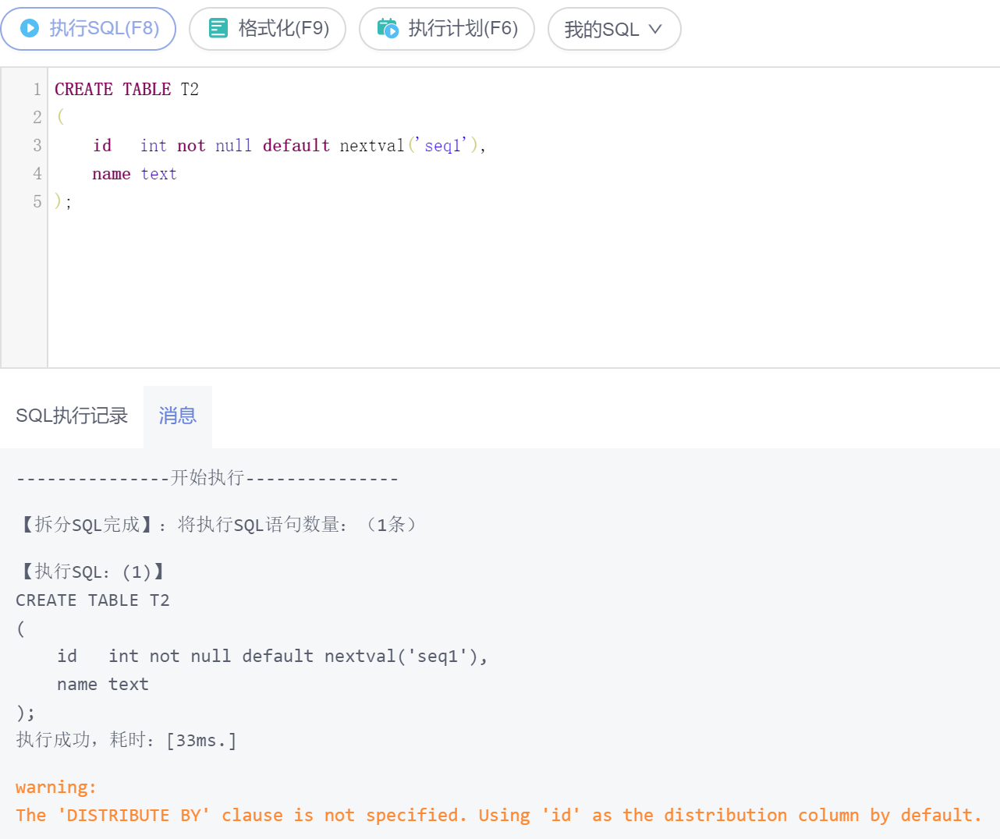 执行SQL(F8) 格式化(F9) 执行计划(F6) 我的SQL
1 CREATE TABLE T2
2 (
3     id   int not null default nextval('seq1'),
4     name text
5 );
SQL执行记录 消息
---------------开始执行---------------
【拆分SQL完成】：将执行SQL语句数量：（1条）
【执行SQL：(1)】
CREATE TABLE T2
(
    id   int not null default nextval('seq1'),
    name text
);
执行成功，耗时：[33ms.]
warning:
The 'DISTRIBUTE BY' clause is not specified. Using 'id' as the distribution column by default.